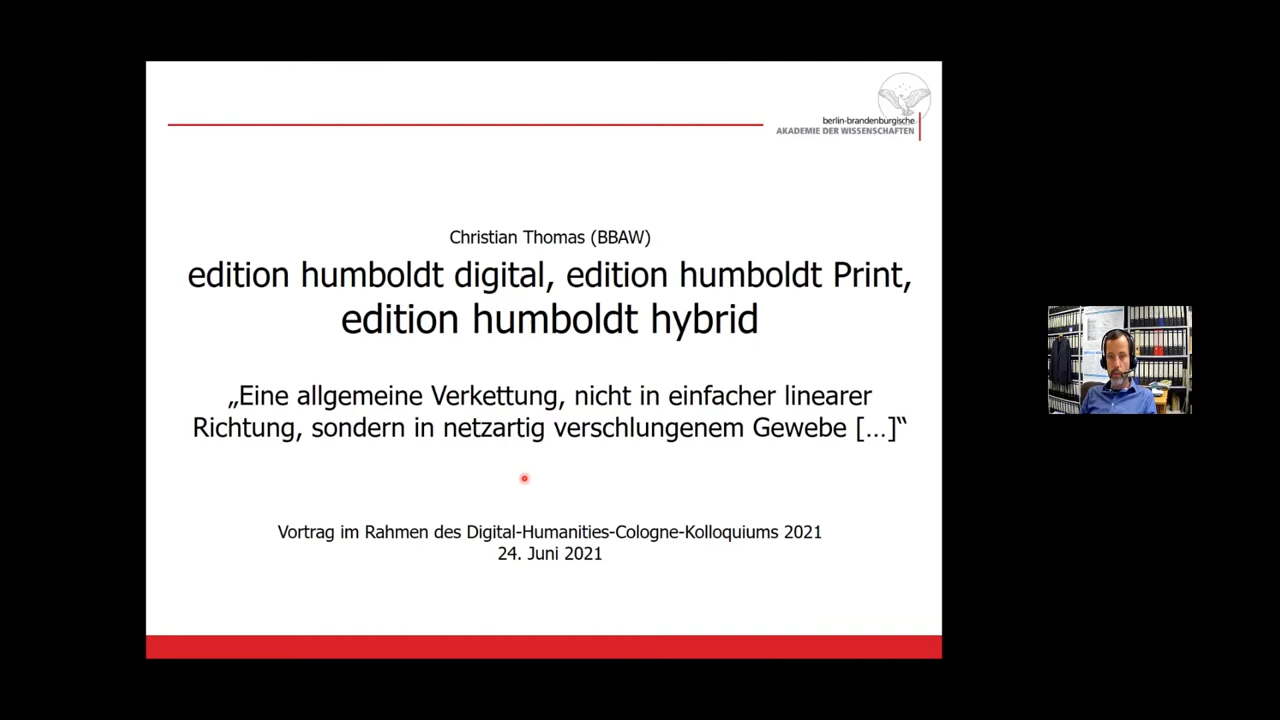 berlin-brandenburgische
AKADEMIE DER WISSENSCHAFTEN
Christian Thomas (BBAW)
edition humboldt digital, edition humboldt Print,
edition humboldt hybrid
„Eine allgemeine Verkettung, nicht in einfacher linearer
Richtung, sondern in netzartig verschlungenem Gewebe […]“
Vortrag im Rahmen des Digital-Humanities-Cologne-Kolloquiums 2021
24. Juni 2021